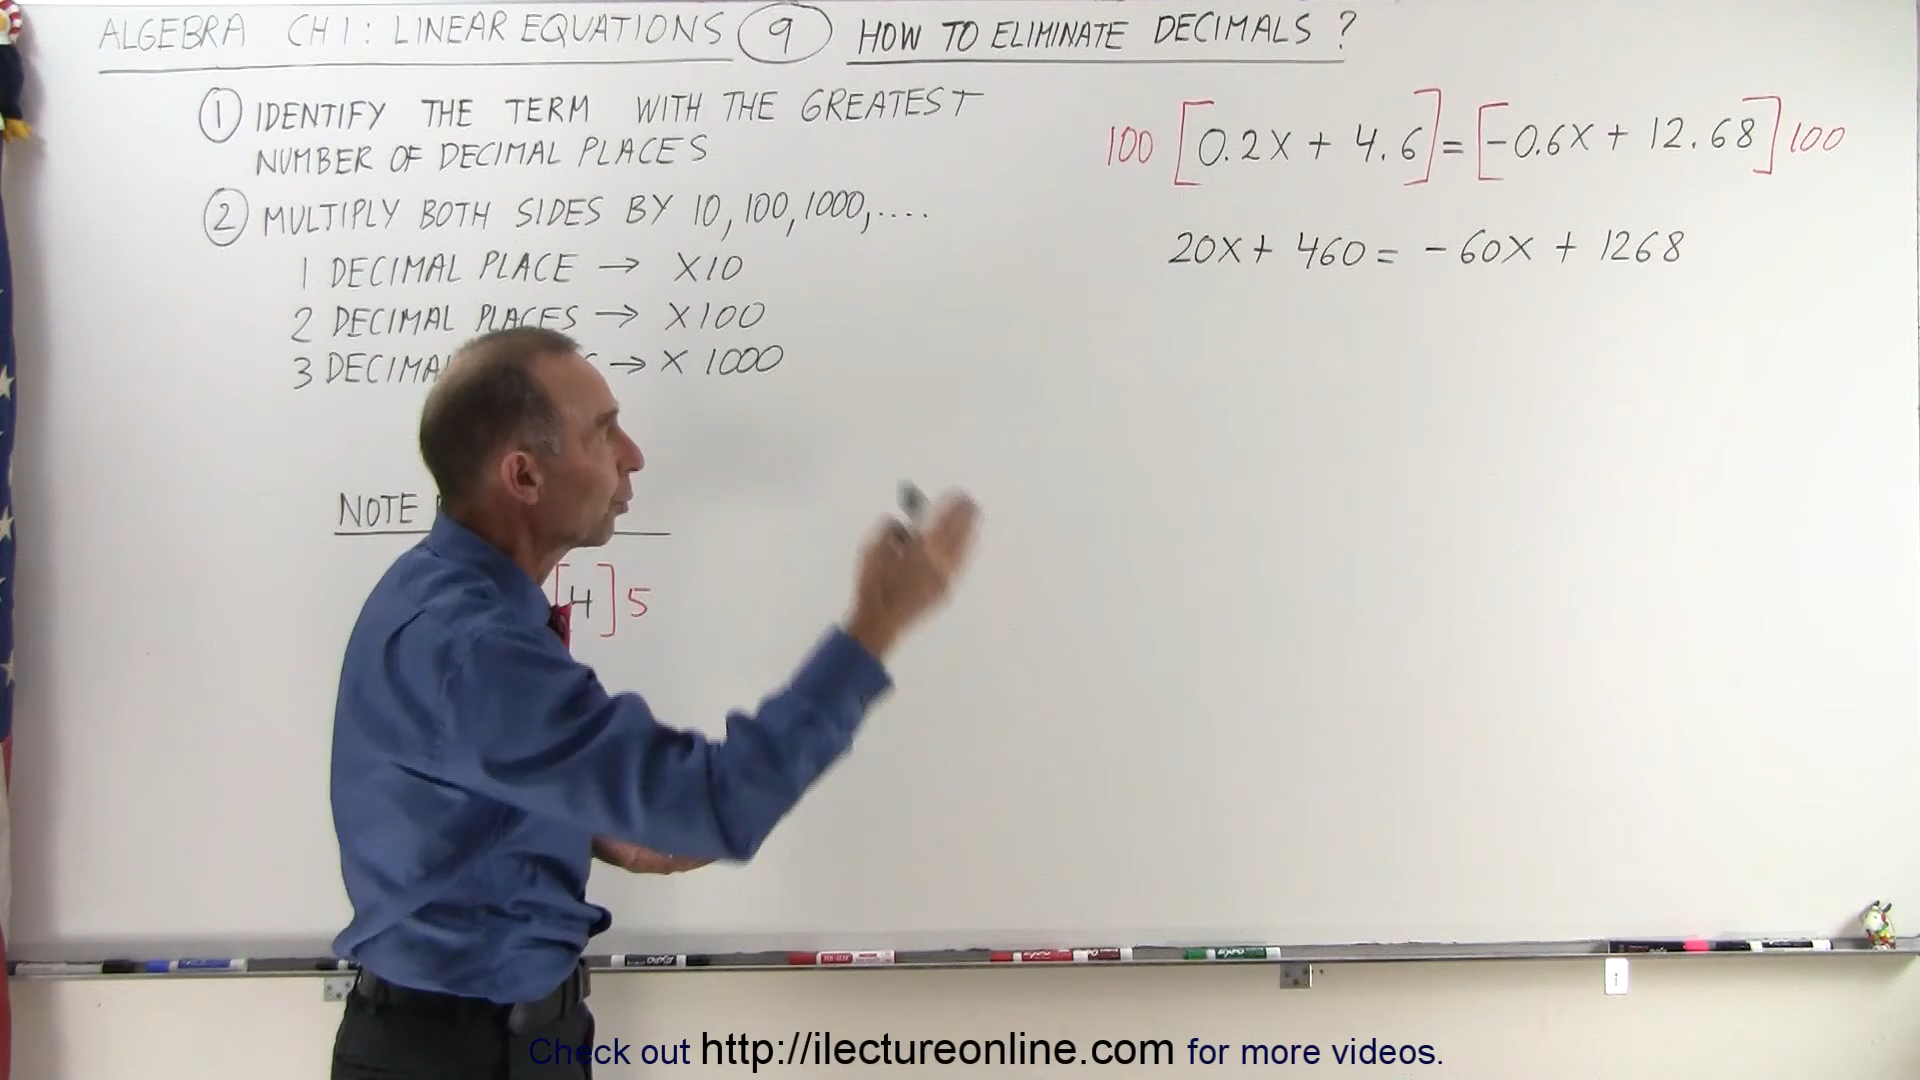 ALGEBRA CH 1: LINEAR EQUATIONS 9 HOW TO ELIMINATE DECIMALS ?
1 IDENTIFY THE TERM WITH THE GREATEST
NUMBER OF DECIMAL PLACES
2 MULTIPLY BOTH SIDES BY 10, 100, 1000, ....
1 DECIMAL PLACE → X10
2 DECIMAL PLACES → X100
3 → X 1000
NOTE
[4] 5
100 [0.2X + 4.6] = [-0.6X + 12.68] 100
20X + 460 = - 60X + 1268
Check out http://ilectureonline.com for more videos.